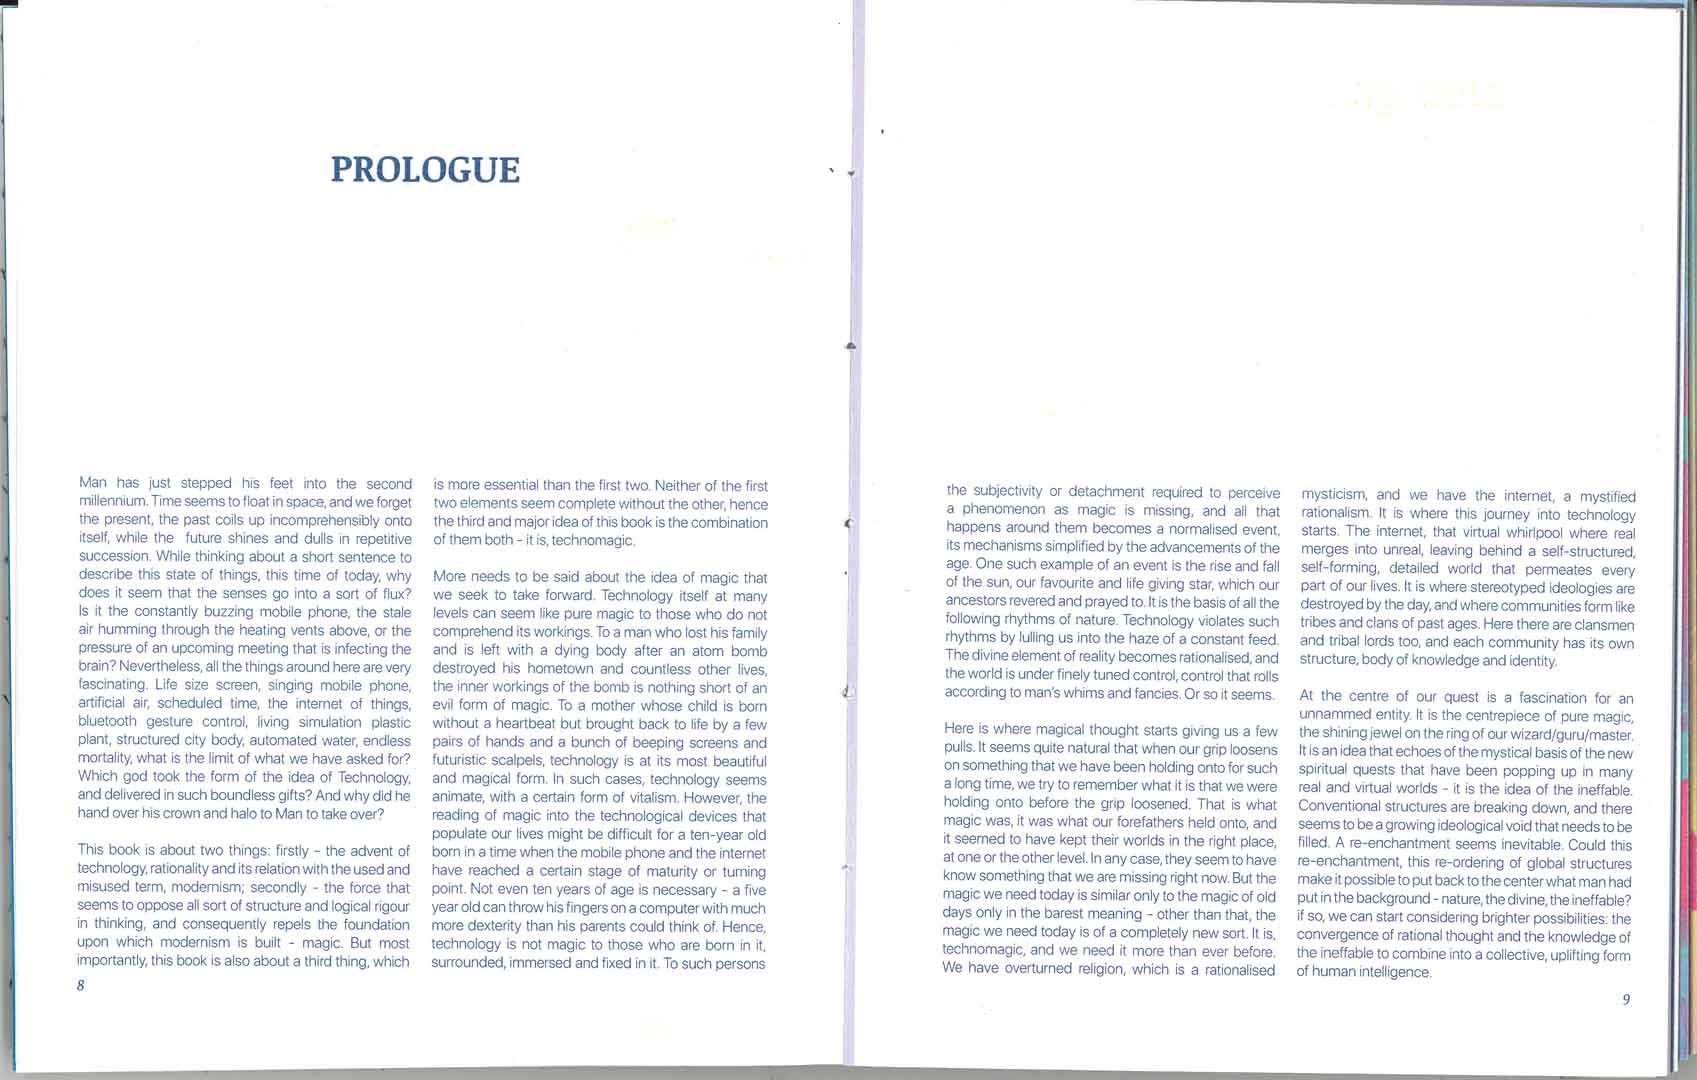 PROLOGUE
Man has just stepped his feet into the second
millennium. Time seems to float in space, and we forget
the present, the past coils up incomprehensibly onto
itself, while the future shines and dulls in repetitive
succession. While thinking about a short sentence to
describe this state of things, this time of today, why
does it seem that the senses go into a sort of flux?
Is it the constantly buzzing mobile phone, the stale
air humming through the heating vents above, or the
pressure of an upcoming meeting that is infecting the
brain? Nevertheless, all the things around here are very
fascinating. Life size screen, singing mobile phone,
artificial air, scheduled time, the internet of things,
bluetooth gesture control, living simulation plastic
plant, structured city body, automated water, endless
mortality, what is the limit of what we have asked for?
Which god took the form of the idea of Technology,
and delivered in such boundless gifts? And why did he
hand over his crown and halo to Man to take over?
This book is about two things: firstly - the advent of
technology, rationality and its relation with the used and
misused term, modernism; secondly - the force that
seems to oppose all sort of structure and logical rigour
in thinking, and consequently repels the foundation
upon which modernism is built - magic. But most
importantly, this book is also about a third thing, which
8
is more essential than the first two. Neither of the first
two elements seem complete without the other, hence
the third and major idea of this book is the combination
of them both - it is, technomagic.
More needs to be said about the idea of magic that
we seek to take forward. Technology itself at many
levels can seem like pure magic to those who do not
comprehend its workings. To a man who lost his family
and is left with a dying body after an atom bomb
destroyed his hometown and countless other lives,
the inner workings of the bomb is nothing short of an
evil form of magic. To a mother whose child is born
without a heartbeat but brought back to life by a few
pairs of hands and a bunch of beeping screens and
futuristic scalpels, technology is at its most beautiful
and magical form. In such cases, technology seems
animate, with a certain form of vitalism. However, the
reading of magic into the technological devices that
populate our lives might be difficult for a ten-year old
born in a time when the mobile phone and the internet
have reached a certain stage of maturity or turning
point. Not even ten years of age is necessary - a five
year old can throw his fingers on a computer with much
more dexterity than his parents could think of. Hence,
technology is not magic to those who are born in it,
surrounded, immersed and fixed in it. To such persons
the subjectivity or detachment required to perceive
a phenomenon as magic is missing, and all that
happens around them becomes a normalised event,
its mechanisms simplified by the advancements of the
age. One such example of an event is the rise and fall
of the sun, our favourite and life giving star, which our
ancestors revered and prayed to. It is the basis of all the
following rhythms of nature. Technology violates such
rhythms by lulling us into the haze of a constant feed.
The divine element of reality becomes rationalised, and
the world is under finely tuned control, control that rolls
according to man's whims and fancies. Or so it seems.
Here is where magical thought starts giving us a few
pulls. It seems quite natural that when our grip loosens
on something that we have been holding onto for such
a long time, we try to remember what it is that we were
holding onto before the grip loosened. That is what
magic was, it was what our forefathers held onto, and
it seemed to have kept their worlds in the right place,
at one or the other level. In any case, they seem to have
know something that we are missing right now. But the
magic we need today is similar only to the magic of old
days only in the barest meaning - other than that, the
magic we need today is of a completely new sort. It is,
technomagic, and we need it more than ever before.
We have overturned religion, which is a rationalised
mysticism, and we have the internet, a mystified
rationalism. It is where this journey into technology
starts. The internet, that virtual whirlpool where real
merges into unreal, leaving behind a self-structured,
self-forming, detailed world that permeates every
part of our lives. It is where stereotyped ideologies are
destroyed by the day, and where communities form like
tribes and clans of past ages. Here there are clansmen
and tribal lords too, and each community has its own
structure, body of knowledge and identity.
At the centre of our quest is a fascination for an
unnammed entity. It is the centrepiece of pure magic,
the shining jewel on the ring of our wizard/guru/master.
It is an idea that echoes of the mystical basis of the new
spiritual quests that have been popping up in many
real and virtual worlds - it is the idea of the ineffable.
Conventional structures are breaking down, and there
seems to be a growing ideological void that needs to be
filled. A re-enchantment seems inevitable. Could this
re-enchantment, this re-ordering of global structures
make it possible to put back to the center what man had
put in the background - nature, the divine, the ineffable?
if so, we can start considering brighter possibilities: the
convergence of rational thought and the knowledge of
the ineffable to combine into a collective, uplifting form
of human intelligence.
9